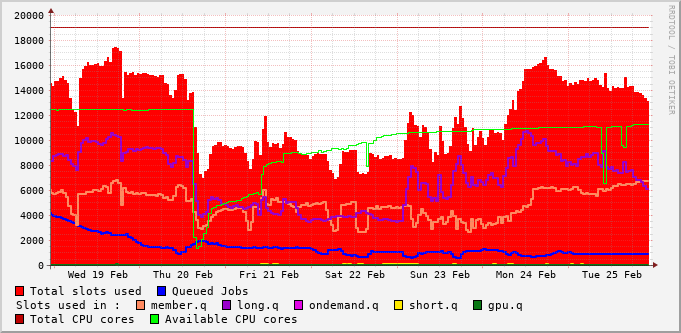 20000
18000
16000
14000
12000
10000
8000
6000
4000
2000
0
Wed 19 Feb Thu 20 Feb Fri 21 Feb Sat 22 Feb Sun 23 Feb Mon 24 Feb Tue 25 Feb
RRDTOOL / TOBI OETIKER
Total slots used Queued Jobs
Slots used in : member.q long.q ondemand.q short.q gpu.q
Total CPU cores Available CPU cores